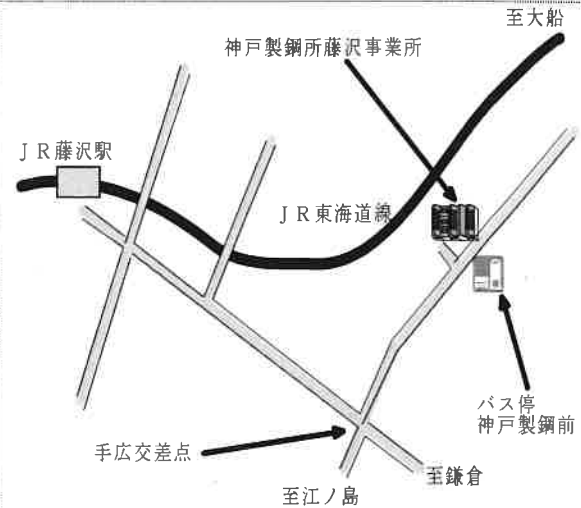 至大船
神戸製鋼所藤沢事業所
ＪＲ藤沢駅
ＪＲ東海道線
バス停
神戸製鋼前
手広交差点
至鎌倉
至江ノ島